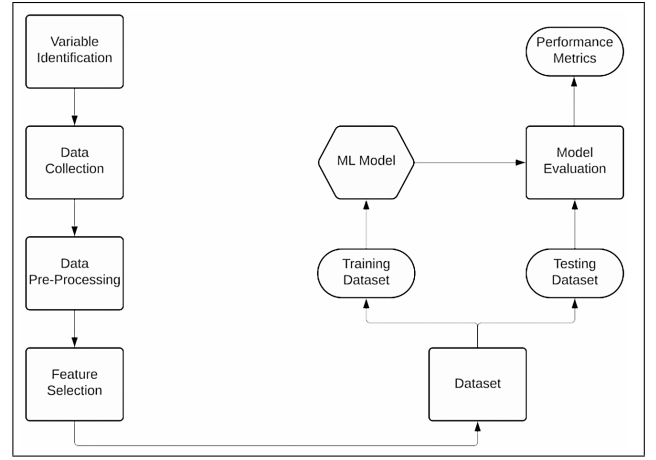 Variable
Identification
Data
Collection
Data
Pre-Processing
Feature
Selection
Dataset
Training
Dataset
Testing
Dataset
ML Model
Model
Evaluation
Performance
Metrics